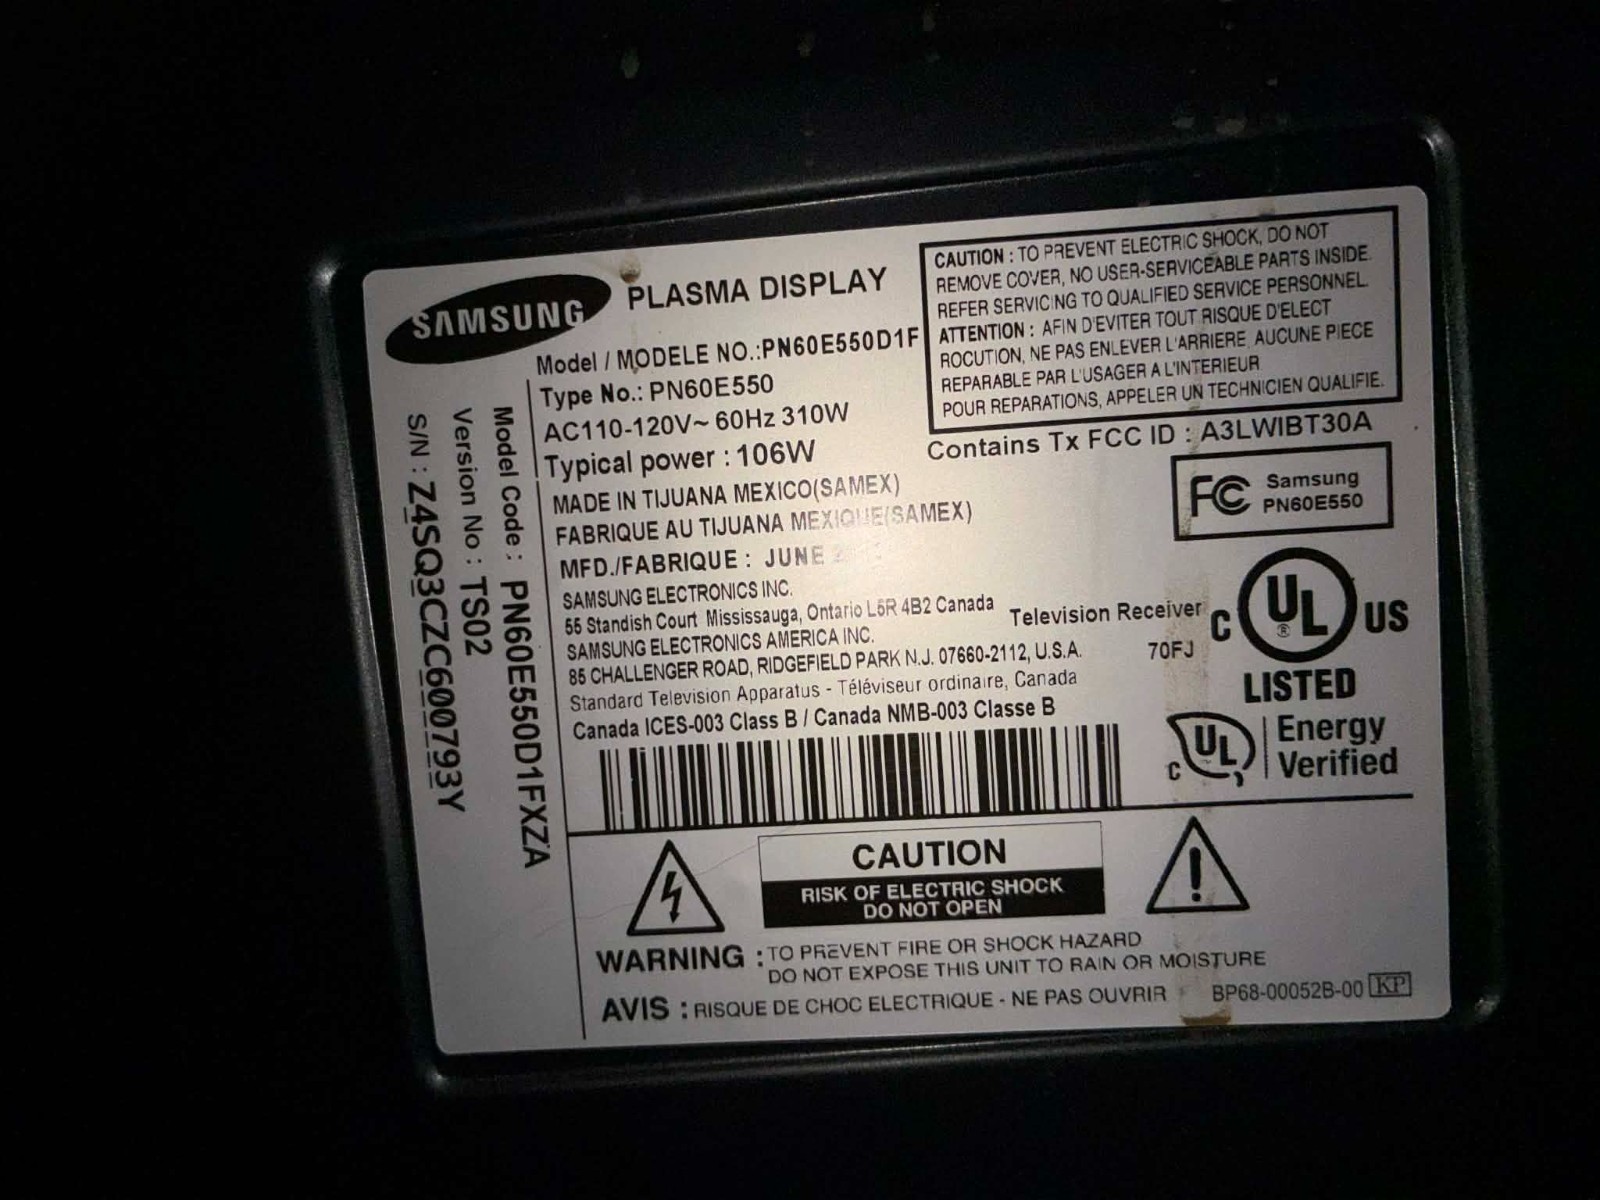 SAMSUNG
PLASMA DISPLAY
Model / MODELE NO.:PN60E550D1F
Type No.: PN60E550
AC110-120V~ 60Hz 310W
Typical power : 106W
MADE IN TIJUANA MEXICO(SAMEX)
FABRIQUE AU TIJUANA MEXIQUE(SAMEX)
MFD./FABRIQUE : JUNE
SAMSUNG ELECTRONICS INC.
55 Standish Court Mississauga, Ontario L5R 4B2 Canada
SAMSUNG ELECTRONICS AMERICA INC.
85 CHALLENGER ROAD, RIDGEFIELD PARK N.J. 07660-2112, U.S.A.
Standard Television Apparatus - Téléviseur ordinaire, Canada
Canada ICES-003 Class B / Canada NMB-003 Classe B
CAUTION : TO PREVENT ELECTRIC SHOCK, DO NOT
REMOVE COVER, NO USER-SERVICEABLE PARTS INSIDE.
REFER SERVICING TO QUALIFIED SERVICE PERSONNEL.
ATTENTION : AFIN D'EVITER TOUT RISQUE D'ELECT
ROCUTION, NE PAS ENLEVER L'ARRIERE, AUCUNE PIECE
REPARABLE PAR L'USAGER A L'INTERIEUR
POUR REPARATIONS, APPELER UN TECHNICIEN QUALIFIE.
Contains Tx FCC ID : A3LWIBT30A
FC Samsung
PN60E550
Television Receiver
70FJ
C UL ® US
LISTED
C UL Energy
Verified
Model Code : PN60E550D1FXZA
Version No : TS02
S/N : Z4SQ3CZC600793Y
CAUTION
RISK OF ELECTRIC SHOCK
DO NOT OPEN
WARNING : TO PREVENT FIRE OR SHOCK HAZARD
DO NOT EXPOSE THIS UNIT TO RAIN OR MOISTURE
AVIS : RISQUE DE CHOC ELECTRIQUE - NE PAS OUVRIR
BP68-00052B-00 KP